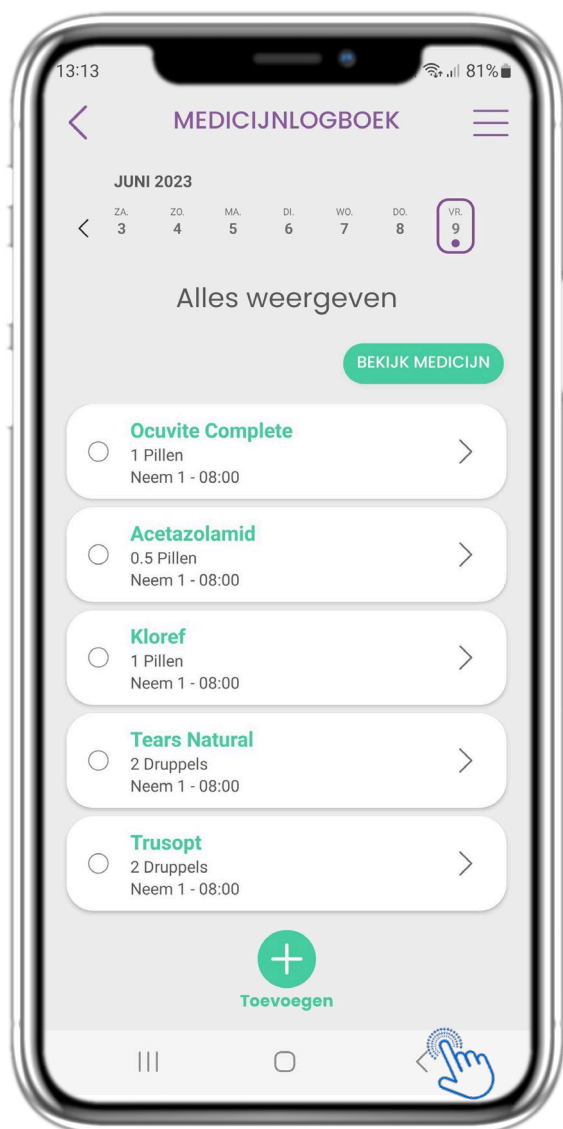 13:13 81%
MEDICIJNLOGBOEK
JUNI 2023
ZA. ZO. MA. DI. WO. DO. VR.
3 4 5 6 7 8 9
Alles weergeven
BEKIJK MEDICIJN
Ocuvite Complete
1 Pillen
Neem 1 - 08:00
Acetazolamid
0.5 Pillen
Neem 1 - 08:00
Kloref
1 Pillen
Neem 1 - 08:00
Tears Natural
2 Druppels
Neem 1 - 08:00
Trusopt
2 Druppels
Neem 1 - 08:00
Toevoegen